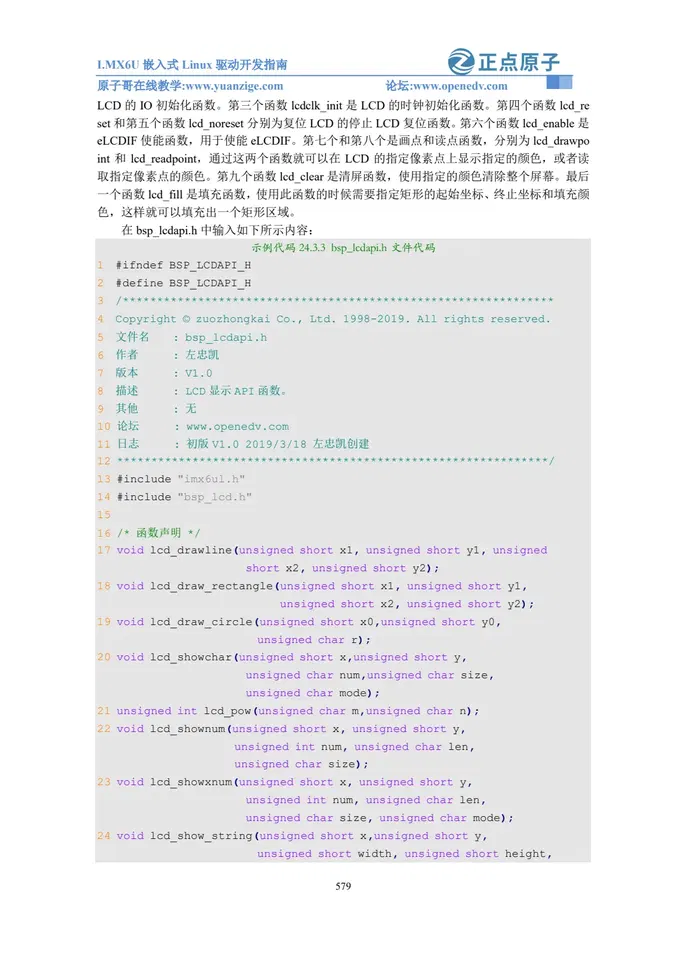 I.MX6U 嵌入式 Linux 驱动开发指南
正点原子
原子哥在线教学:www.yuanzige.com 论坛:www.openedv.com
LCD 的 IO 初始化函数。第三个函数 lcdclk_init 是 LCD 的时钟初始化函数。第四个函数 lcd_re
set 和第五个函数 lcd_noreset 分别为复位 LCD 的停止 LCD 复位函数。第六个函数 lcd_enable 是
eLCDIF 使能函数，用于使能 eLCDIF。第七个和第八个是画点和读点函数，分别为 lcd_drawpo
int 和 lcd_readpoint，通过这两个函数就可以在 LCD 的指定像素点上显示指定的颜色，或者读
取指定像素点的颜色。第九个函数 lcd_clear 是清屏函数，使用指定的颜色清除整个屏幕。最后
一个函数 lcd_fill 是填充函数，使用此函数的时候需要指定矩形的起始坐标、终止坐标和填充颜
色，这样就可以填充出一个矩形区域。
在 bsp_lcdapi.h 中输入如下所示内容：
示例代码 24.3.3 bsp_lcdapi.h 文件代码
1 #ifndef BSP_LCDAPI_H
2 #define BSP_LCDAPI_H
3 /***************************************************************
4 Copyright © zuozhongkai Co., Ltd. 1998-2019. All rights reserved.
5 文件名 : bsp_lcdapi.h
6 作者 : 左忠凯
7 版本 : V1.0
8 描述 : LCD 显示 API 函数。
9 其他 : 无
10 论坛 : www.openedv.com
11 日志 : 初版 V1.0 2019/3/18 左忠凯创建
12 ***************************************************************/
13 #include "imx6ul.h"
14 #include "bsp_lcd.h"
15
16 /* 函数声明 */
17 void lcd_drawline(unsigned short x1, unsigned short y1, unsigned
short x2, unsigned short y2);
18 void lcd_draw_rectangle(unsigned short x1, unsigned short y1,
unsigned short x2, unsigned short y2);
19 void lcd_draw_circle(unsigned short x0,unsigned short y0,
unsigned char r);
20 void lcd_showchar(unsigned short x,unsigned short y,
unsigned char num,unsigned char size,
unsigned char mode);
21 unsigned int lcd_pow(unsigned char m,unsigned char n);
22 void lcd_shownum(unsigned short x, unsigned short y,
unsigned int num, unsigned char len,
unsigned char size);
23 void lcd_showxnum(unsigned short x, unsigned short y,
unsigned int num, unsigned char len,
unsigned char size, unsigned char mode);
24 void lcd_show_string(unsigned short x,unsigned short y,
unsigned short width, unsigned short height,
579